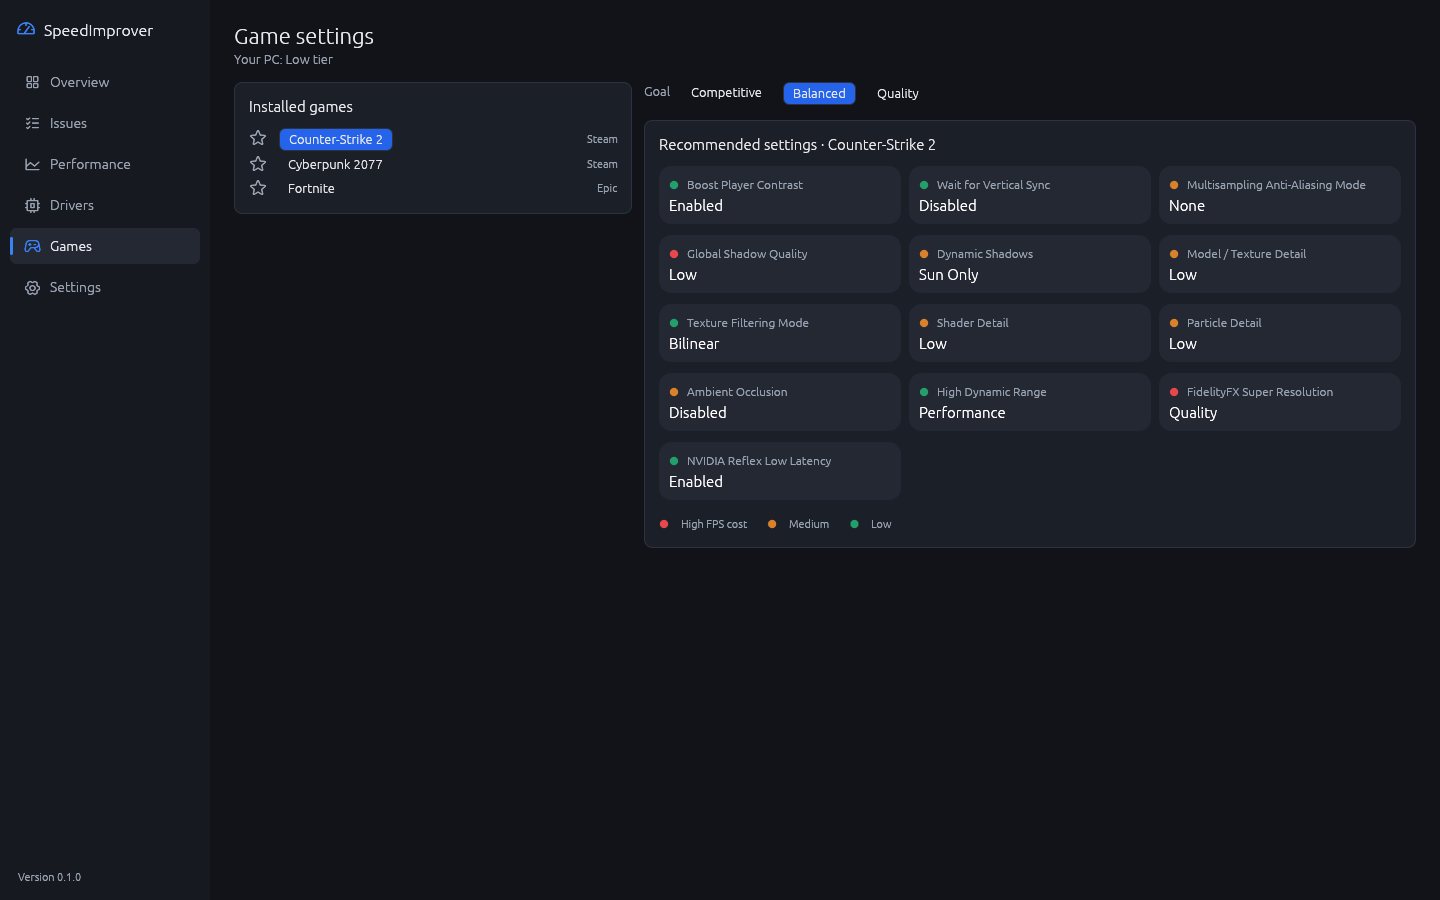 SpeedImprover
Overview
Issues
Performance
Drivers
Games
Settings
Version 0.1.0
Game settings
Your PC: Low tier
Installed games
Counter-Strike 2 Steam
Cyberpunk 2077 Steam
Fortnite Epic
Goal Competitive Balanced Quality
Recommended settings · Counter-Strike 2
Boost Player Contrast
Enabled
Wait for Vertical Sync
Disabled
Multisampling Anti-Aliasing Mode
None
Global Shadow Quality
Low
Dynamic Shadows
Sun Only
Model / Texture Detail
Low
Texture Filtering Mode
Bilinear
Shader Detail
Low
Particle Detail
Low
Ambient Occlusion
Disabled
High Dynamic Range
Performance
FidelityFX Super Resolution
Quality
NVIDIA Reflex Low Latency
Enabled
High FPS cost Medium Low